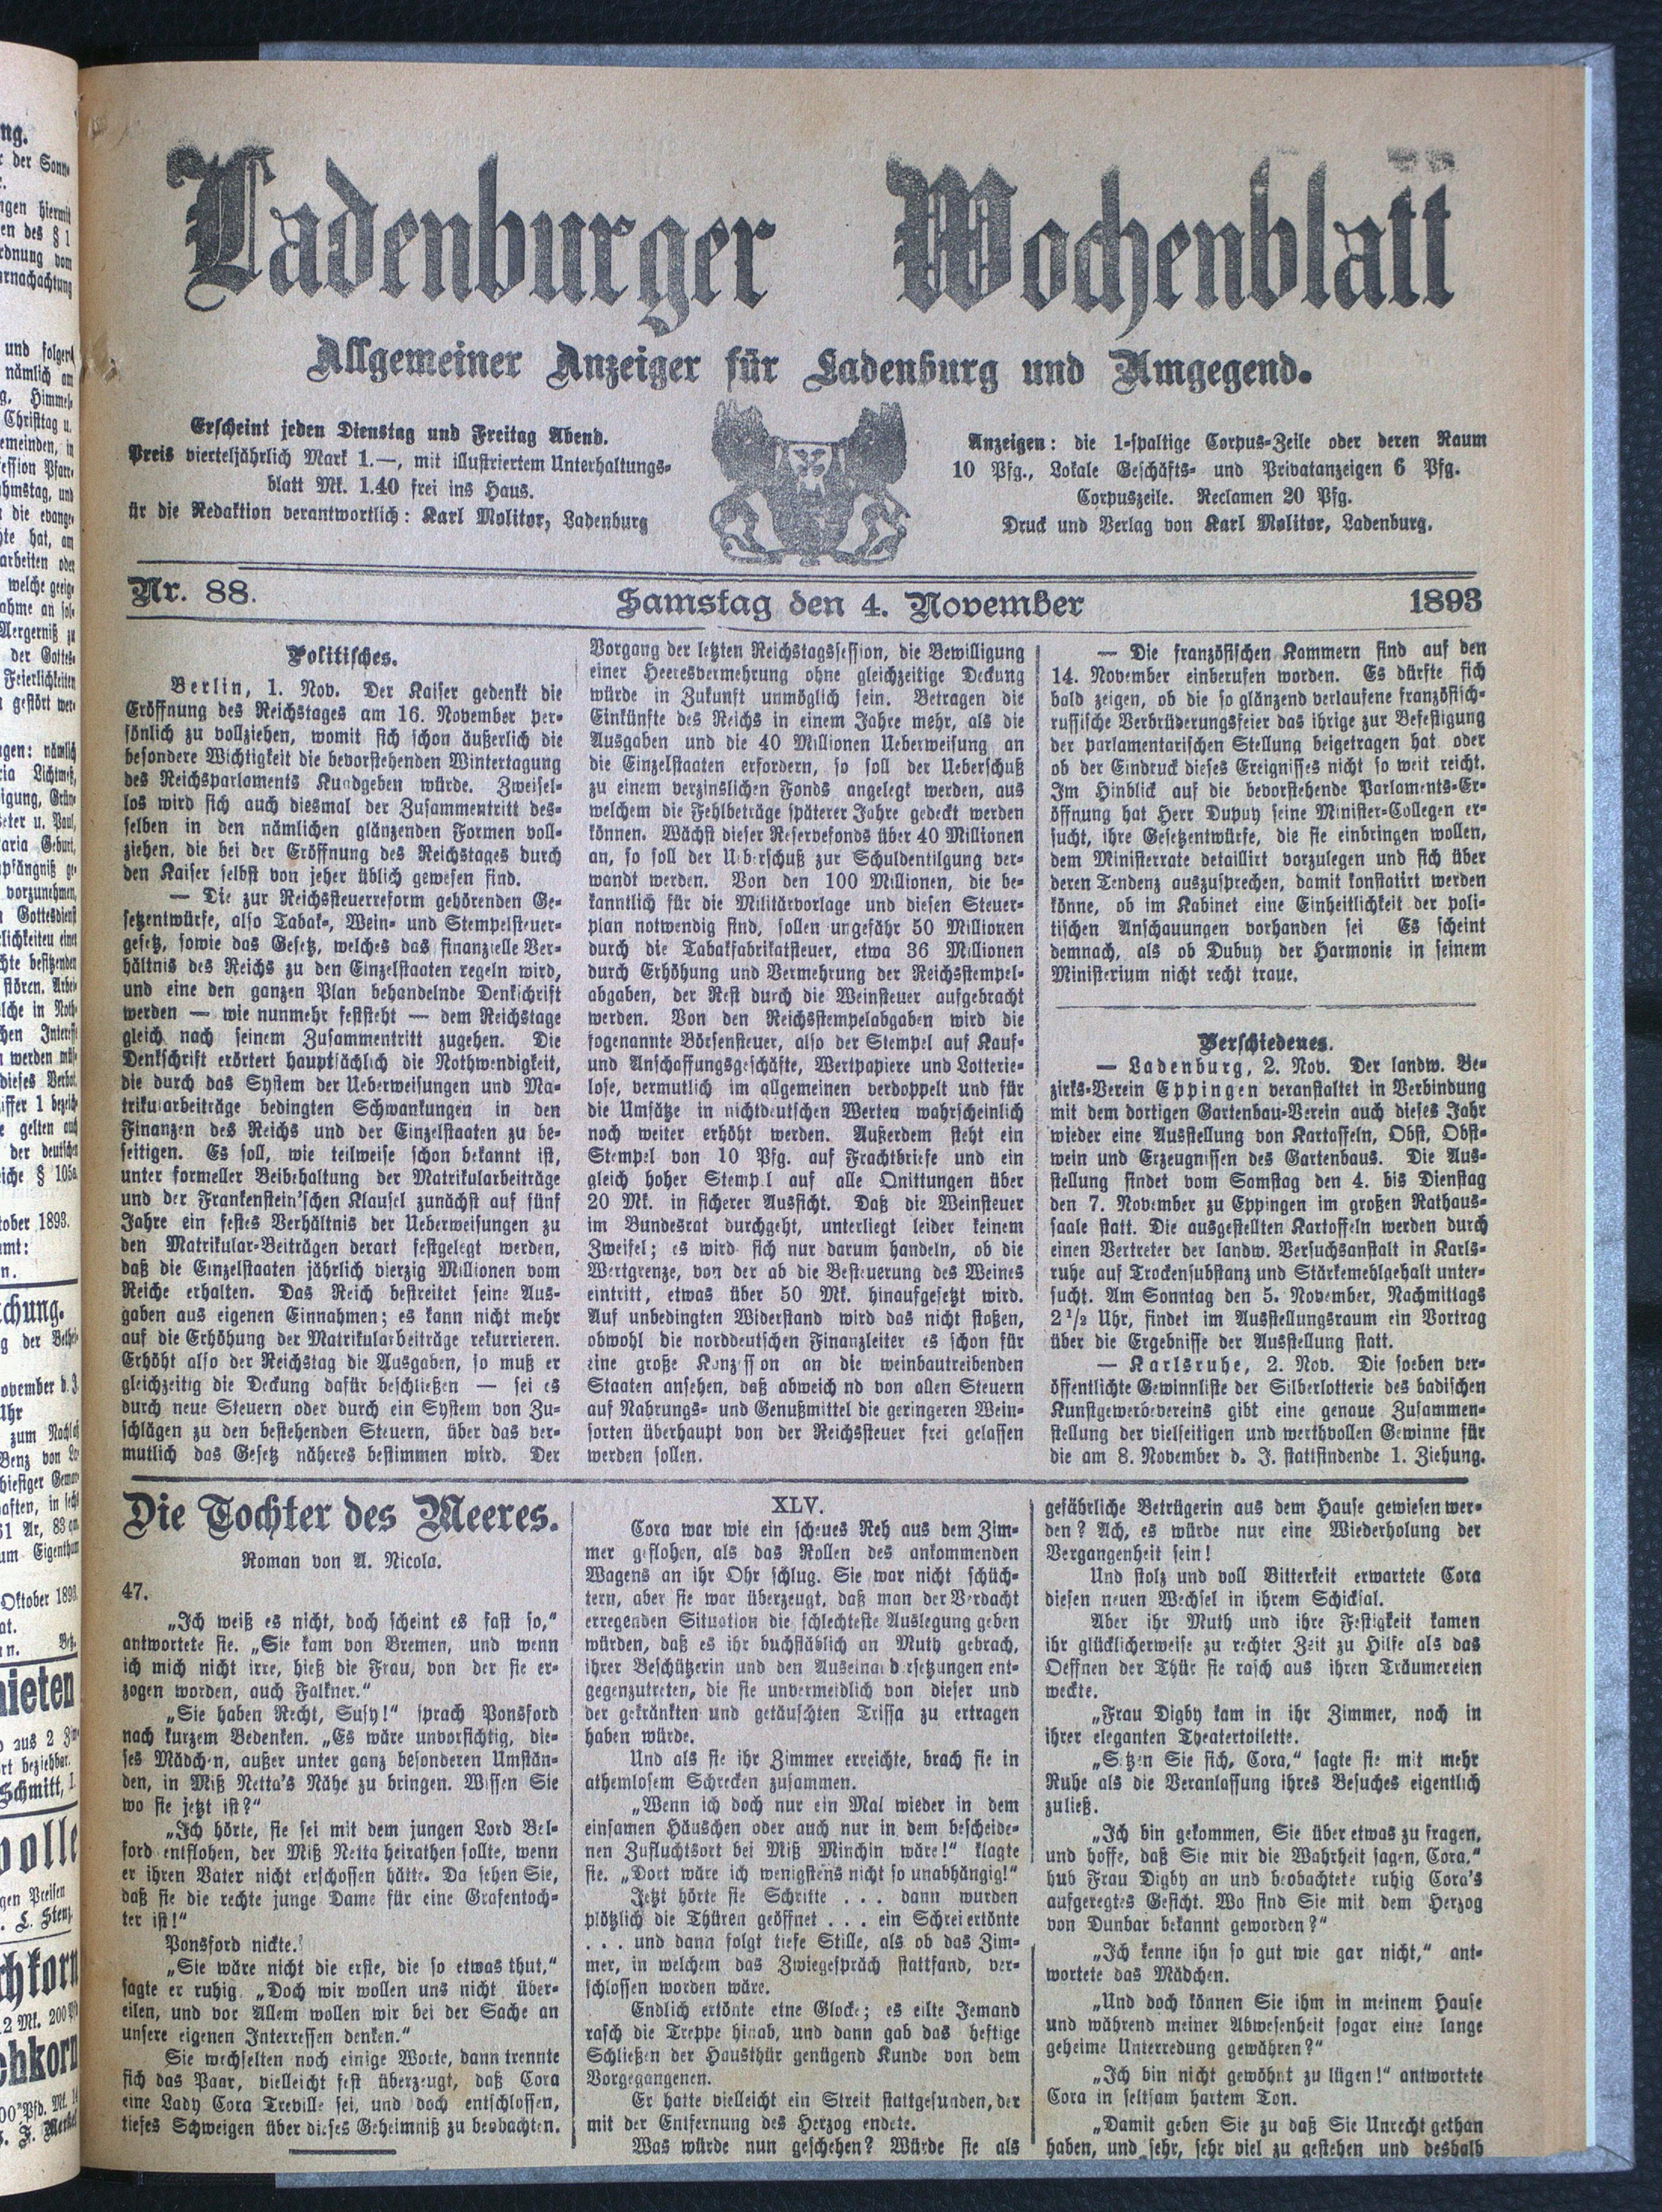 Ladenburger Wochenblatt
Allgemeiner Anzeiger für Ladenburg und Umgegend.
Erscheint jeden Dienstag und Freitag Abend.
Preis vierteljährlich Mark 1.—, mit illustriertem Unterhaltungs-
blatt Mk. 1.40 frei ins Haus.
ür die Redaktion verantwortlich: Karl Molitor, Ladenburg
Anzeigen: die 1-spaltige Corpus-Zeile oder deren Raum
10 Pfg., Lokale Geschäfts- und Privatanzeigen 6 Pfg.
Corpuszeile. Reclamen 20 Pfg.
Druck und Verlag von Karl Molitor, Ladenburg.
Nr. 88.
Samstag den 4. November
1893
Politisches.
Berlin, 1. Nov. Der Kaiser gedenkt die
Eröffnung des Reichstages am 16. November per-
sönlich zu vollziehen, womit sich schon äußerlich die
besondere Wichtigkeit die bevorstehenden Wintertagung
des Reichsparlaments Kundgeben würde. Zweifel-
los wird sich auch diesmal der Zusammentritt des-
selben in den nämlichen glänzenden Formen voll-
ziehen, die bei der Eröffnung des Reichstages durch
den Kaiser selbst von jeher üblich gewesen sind.
— Die zur Reichssteuerreform gehörenden Ge-
setzentwürfe, also Tabak-, Wein- und Stempelsteuer-
gesetz, sowie das Gesetz, welches das finanzielle Ver-
hältnis des Reichs zu den Einzelstaaten regeln wird,
und eine den ganzen Plan behandelnde Denkschrift
werden — wie nunmehr feststeht — dem Reichstage
gleich nach seinem Zusammentritt zugehen. Die
Denkschrift erörtert hauptsächlich die Nothwendigkeit,
die durch das System der Ueberweisungen und Ma-
trikularbeiträge bedingten Schwankungen in den
Finanzen des Reichs und der Einzelstaaten zu be-
seitigen. Es soll, wie teilweise schon bekannt ist,
unter formeller Beibehaltung der Matrikularbeiträge
und der Frankenstein'schen Klausel zunächst auf fünf
Jahre ein festes Verhältnis der Ueberweisungen zu
den Matrikular-Beiträgen derart festgelegt werden,
daß die Einzelstaaten jährlich vierzig Millionen vom
Reiche erhalten. Das Reich bestreitet seine Aus-
gaben aus eigenen Einnahmen; es kann nicht mehr
auf die Erhöhung der Matrikularbeiträge rekurrieren.
Erhöht also der Reichstag die Ausgaben, so muß er
gleichzeitig die Deckung dafür beschließen — sei es
durch neue Steuern oder durch ein System von Zu-
schlägen zu den bestehenden Steuern, über das ver-
mutlich das Gesetz näheres bestimmen wird. Der
Vorgang der letzten Reichstagssession, die Bewilligung
einer Heeresvermehrung ohne gleichzeitige Deckung
würde in Zukunft unmöglich sein. Betragen die
Einkünfte des Reichs in einem Jahre mehr, als die
Ausgaben und die 40 Millionen Ueberweisung an
die Einzelstaaten erfordern, so soll der Ueberschuß
zu einem verzinslichen Fonds angelegt werden, aus
welchem die Fehlbeträge späterer Jahre gedeckt werden
können. Wächst dieser Reservefonds über 40 Millionen
an, so soll der Ueberschuß zur Schuldentilgung ver-
wandt werden. Von den 100 Millionen, die be-
kanntlich für die Militärvorlage und diesen Steuer-
plan notwendig sind, sollen ungefähr 50 Millionen
durch die Tabakfabrikatsteuer, etwa 36 Millionen
durch Erhöhung und Vermehrung der Reichsstempel-
abgaben, der Rest durch die Weinsteuer aufgebracht
werden. Von den Reichsstempelabgaben wird die
sogenannte Börsensteuer, also der Stempel auf Kauf-
und Anschaffungsgeschäfte, Wertpapiere und Lotterie-
lose, vermutlich im allgemeinen verdoppelt und für
die Umsätze in nichtdeutschen Werten wahrscheinlich
noch weiter erhöht werden. Außerdem steht ein
Stempel von 10 Pfg. auf Frachtbriefe und ein
gleich hoher Stempel auf alle Qnittungen über
20 Mk. in sicherer Aussicht. Daß die Weinsteuer
im Bundesrat durchgeht, unterliegt leider keinem
Zweifel; es wird sich nur darum handeln, ob die
Wertgrenze, von der ab die Besteuerung des Weines
eintritt, etwas über 50 Mk. hinaufgesetzt wird.
Auf unbedingten Widerstand wird das nicht stoßen,
obwohl die norddeutschen Finanzleiter es schon für
eine große Konzession an die weinbautreibenden
Staaten ansehen, daß abweichend von allen Steuern
auf Nahrungs- und Genußmittel die geringeren Wein-
sorten überhaupt von der Reichssteuer frei gelassen
werden sollen.
— Die französischen Kammern sind auf den
14. November einberufen worden. Es dürfte sich
bald zeigen, ob die so glänzend verlaufene französisch-
russische Verbrüderungsfeier das ihrige zur Befestigung
der parlamentarischen Stellung beigetragen hat oder
ob der Eindruck dieses Ereignisses nicht so weit reicht.
Im Hinblick auf die bevorstehende Parlaments-Er-
öffnung hat Herr Dupuy seine Minister-Collegen er-
sucht, ihre Gesetzentwürfe, die sie einbringen wollen,
dem Ministerrate detaillirt vorzulegen und sich über
deren Tendenz auszusprechen, damit konstatirt werden
könne, ob im Kabinet eine Einheitlichkeit der poli-
tischen Anschauungen vorhanden sei Es scheint
demnach, als ob Dubuy der Harmonie in seinem
Ministerium nicht recht traue.
Verschiedenes.
— Ladenburg, 2. Nov. Der landw. Be-
zirks-Verein Eppingen veranstaltet in Verbindung
mit dem dortigen Gartenbau-Verein auch dieses Jahr
wieder eine Ausstellung von Kartoffeln, Obst, Obst-
wein und Erzeugnissen des Gartenbaus. Die Aus-
stellung findet vom Samstag den 4. bis Dienstag
den 7. November zu Eppingen im großen Rathaus-
saale statt. Die ausgestellten Kartoffeln werden durch
einen Vertreter der landw. Versuchsanstalt in Karls-
ruhe auf Trockensubstanz und Stärkemehlgehalt unter-
sucht. Am Sonntag den 5. November, Nachmittags
2½ Uhr, findet im Ausstellungsraum ein Vortrag
über die Ergebnisse der Ausstellung statt.
— Karlsruhe, 2. Nov. Die soeben ver-
öffentlichte Gewinnliste der Silberlotterie des badischen
Kunstgewerbevereins gibt eine genaue Zusammen-
stellung der vielseitigen und werthvollen Gewinne für
die am 8. November d. J. stattfindende 1. Ziehung.
Die Tochter des Meeres.
Roman von A. Nicola.
47.
„Ich weiß es nicht, doch scheint es fast so,“
antwortete sie. „Sie kam von Bremen, und wenn
ich mich nicht irre, hieß die Frau, von der sie er-
zogen worden, auch Falkner.“
„Sie haben Recht, Susy!“ sprach Ponsford
nach kurzem Bedenken. „Es wäre unvorsichtig, die-
ses Mädchen, außer unter ganz besonderen Umstän-
den, in Miß Netta's Nähe zu bringen. Wissen Sie
wo sie jetzt ist?“
„Ich hörte, sie sei mit dem jungen Lord Bel-
ford entflohen, der Miß Netta heirathen sollte, wenn
er ihren Vater nicht erschossen hätte. Da sehen Sie,
daß sie die rechte junge Dame für eine Grafentoch-
ter ist!“
Ponsford nickte.
„Sie wäre nicht die erste, die so etwas thut,“
sagte er ruhig. „Doch wir wollen uns nicht über-
eilen, und vor Allem wollen wir bei der Sache an
unsere eigenen Interressen denken.“
Sie wechselten noch einige Worte, dann trennte
sich das Paar, vielleicht fest überzeugt, daß Cora
eine Lady Cora Treville sei, und doch entschlossen,
tiefes Schweigen über dieses Geheimniß zu beobachten.
XLV.
Cora war wie ein scheues Reh aus dem Zim-
mer geflohen, als das Rollen des ankommenden
Wagens an ihr Ohr schlug. Sie war nicht schüch-
tern, aber sie war überzeugt, daß man der Verdacht
erregenden Situation die schlechteste Auslegung geben
würden, daß es ihr buchstäblich an Muth gebrach,
ihrer Beschützerin und den Auseinandersetzungen ent-
gegenzutreten, die sie unvermeidlich von dieser und
der gekränkten und getäuschten Trissa zu ertragen
haben würde.
Und als sie ihr Zimmer erreichte, brach sie in
athemlosem Schrecken zusammen.
„Wenn ich doch nur ein Mal wieder in dem
einsamen Häuschen oder auch nur in dem bescheide-
nen Zufluchtsort bei Miß Minchin wäre!“ klagte
sie. „Dort wäre ich wenigstens nicht so unabhängig!“
Jetzt hörte sie Schritte . . . dann wurden
plötzlich die Thüren geöffnet . . . ein Schrei ertönte
. . . und dann folgt tiefe Stille, als ob das Zim-
mer, in welchem das Zwiegespräch stattfand, ver-
schlossen worden wäre.
Endlich ertönte etne Glocke; es eilte Jemand
rasch die Treppe hinab, und dann gab das heftige
Schließen der Hausthür genügend Kunde von dem
Vorgegangenen.
Er hatte vielleicht ein Streit stattgefunden, der
mit der Entfernung des Herzog endete.
Was würde nun geschehen? Würde sie als
gefährliche Betrügerin aus dem Hause gewiesen wer-
den? Ach, es würde nur eine Wiederholung der
Vergangenheit sein!
Und stolz und voll Bitterkeit erwartete Cora
diesen neuen Wechsel in ihrem Schicksal.
Aber ihr Muth und ihre Festigkeit kamen
ihr glücklicherweise zu rechter Zeit zu Hilfe als das
Oeffnen der Thür sie rasch aus ihren Träumereien
weckte.
„Frau Digby kam in ihr Zimmer, noch in
ihrer eleganten Theatertoilette.
„Setzen Sie sich, Cora,“ sagte sie mit mehr
Ruhe als die Veranlassung ihres Besuches eigentlich
zuließ.
„Ich bin gekommen, Sie über etwas zu fragen,
und hoffe, daß Sie mir die Wahrheit sagen, Cora,“
hub Frau Digby an und beobachtete ruhig Cora's
aufgeregtes Gesicht. Wo sind Sie mit dem Herzog
von Dunbar bekannt geworden?“
„Ich kenne ihn so gut wie gar nicht,“ ant-
wortete das Mädchen.
„Und doch können Sie ihm in meinem Hause
und während meiner Abwesenheit sogar eine lange
geheime Unterredung gewähren?“
„Ich bin nicht gewöhnt zu lügen!“ antwortete
Cora in seltsam hartem Ton.
„Damit geben Sie zu daß Sie Unrecht gethan
haben, und sehr, sehr viel zu gestehen und deshalb